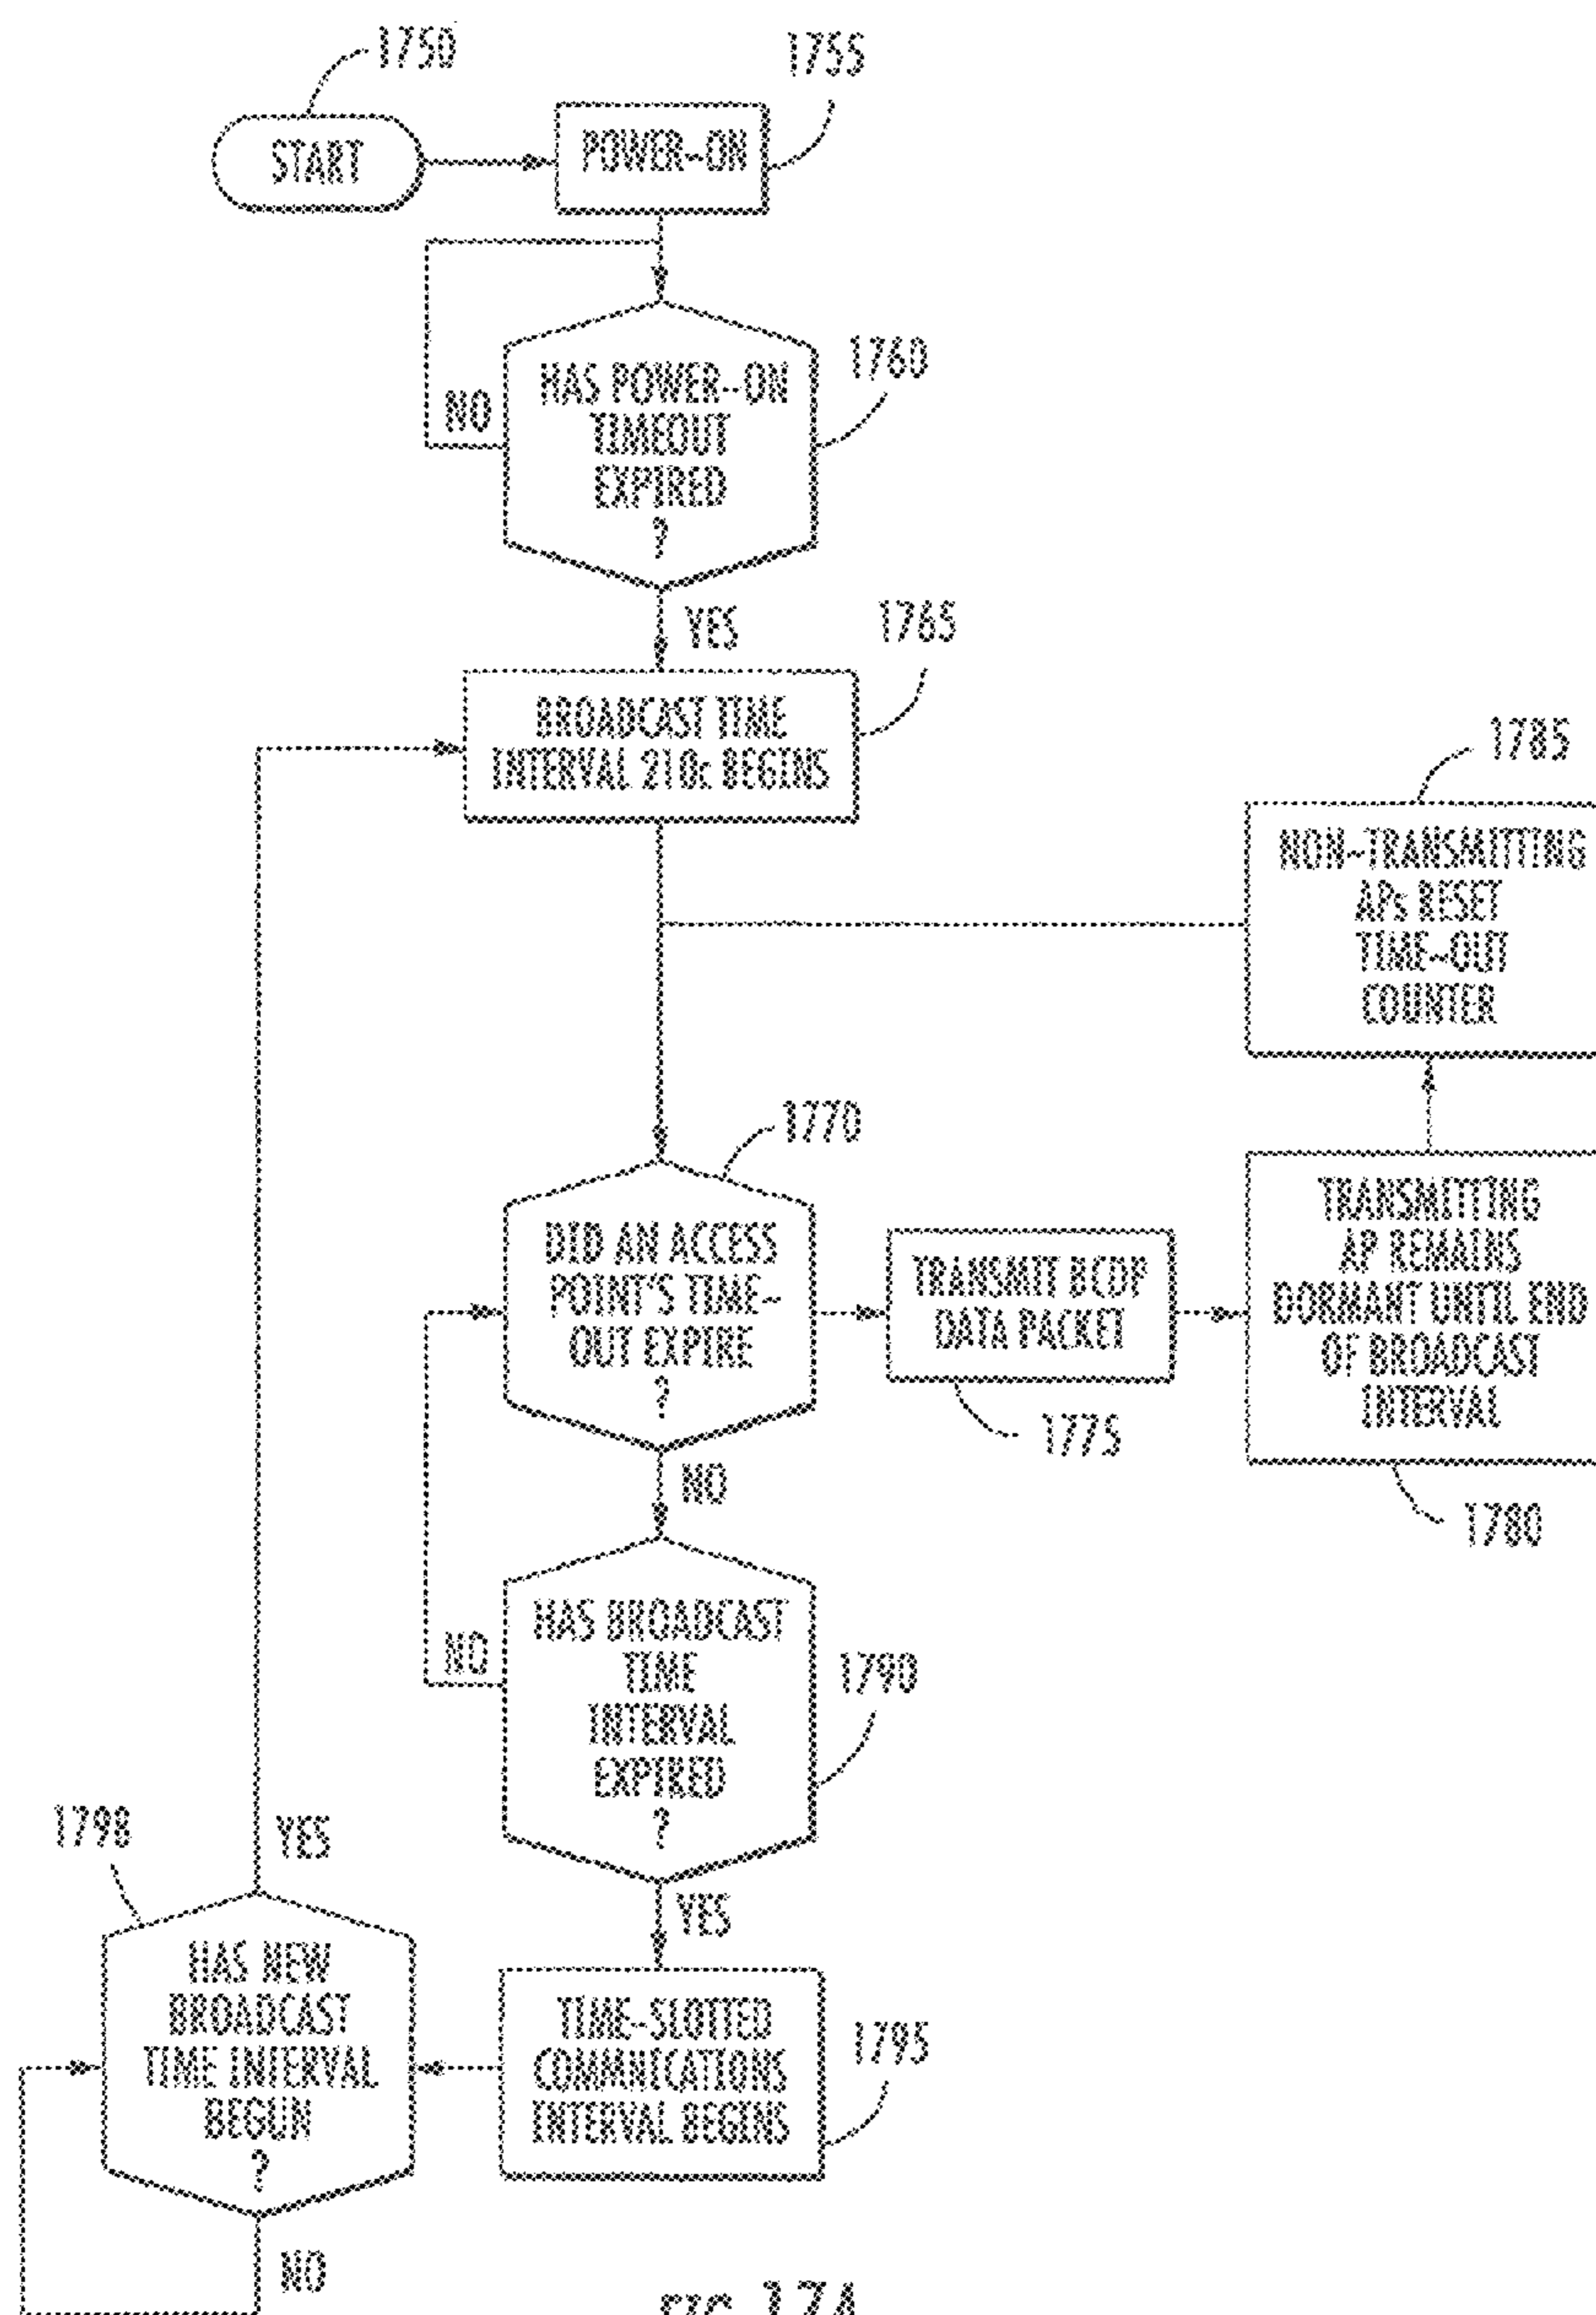 1750
START
1755
POWER-ON
1760
HAS POWER-ON
TIMEOUT
EXPIRED
?
NO
YES
1765
BROADCAST TIME
INTERVAL 210c BEGINS
1785
NON-TRANSMITTING
APs RESET
TIME-OUT
COUNTER
1770
DID AN ACCESS
POINT'S TIME-
OUT EXPIRE
?
TRANSMIT BCDP
DATA PACKET
1775
TRANSMITTING
AP REMAINS
DORMANT UNTIL END
OF BROADCAST
INTERVAL
1780
NO
HAS BROADCAST
TIME
INTERVAL
EXPIRED
?
NO
1790
YES
1798
YES
HAS NEW
BROADCAST
TIME INTERVAL
BEGUN
?
NO
TIME-SLOTTED
COMMNICATIONS
INTERVAL BEGINS
1795
FIG. 17A